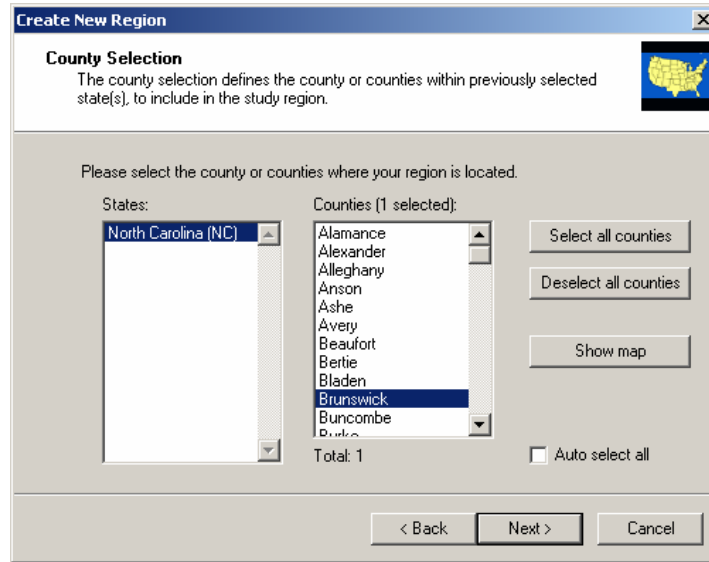 Create New Region
County Selection
The county selection defines the county or counties within previously selected
state(s), to include in the study region.
Please select the county or counties where your region is located.
States:
North Carolina (NC)
Counties (1 selected):
Alamance
Alexander
Alleghany
Anson
Ashe
Avery
Beaufort
Bertie
Bladen
Brunswick
Buncombe
Burke
Total: 1
Select all counties
Deselect all counties
Show map
Auto select all
< Back
Next >
Cancel